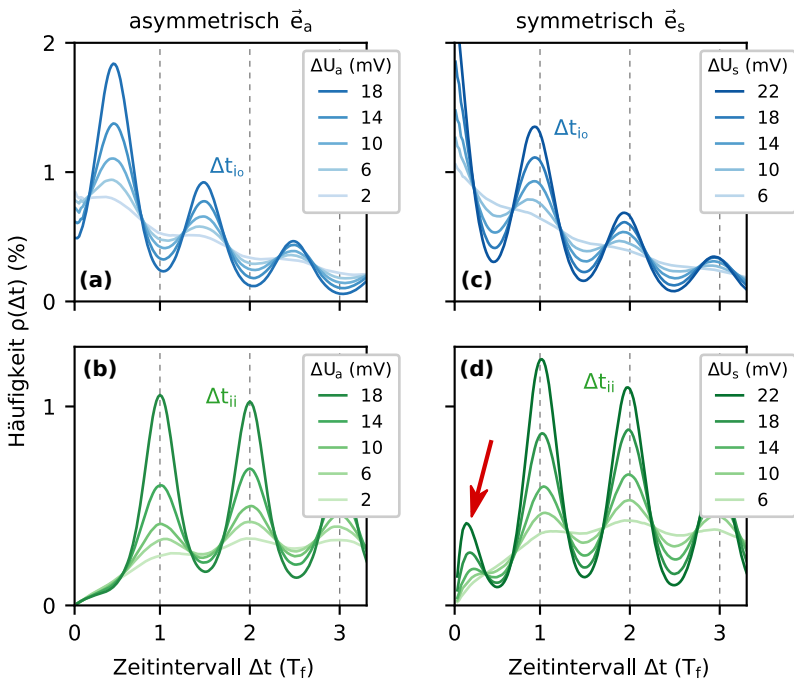 asymmetrisch e⃗ₐ
symmetrisch e⃗ₛ
Häufigkeit ρ(Δt) (%)
2
1
0
ΔUₐ (mV)
18
14
10
6
2
Δtᵢₒ
(a)
ΔUₛ (mV)
22
18
14
10
6
Δtᵢₒ
(c)
1
0
(b)
Δtᵢᵢ
ΔUₐ (mV)
18
14
10
6
2
0 1 2 3
Zeitintervall Δt (T_f)
(d)
Δtᵢᵢ
ΔUₛ (mV)
22
18
14
10
6
0 1 2 3
Zeitintervall Δt (T_f)